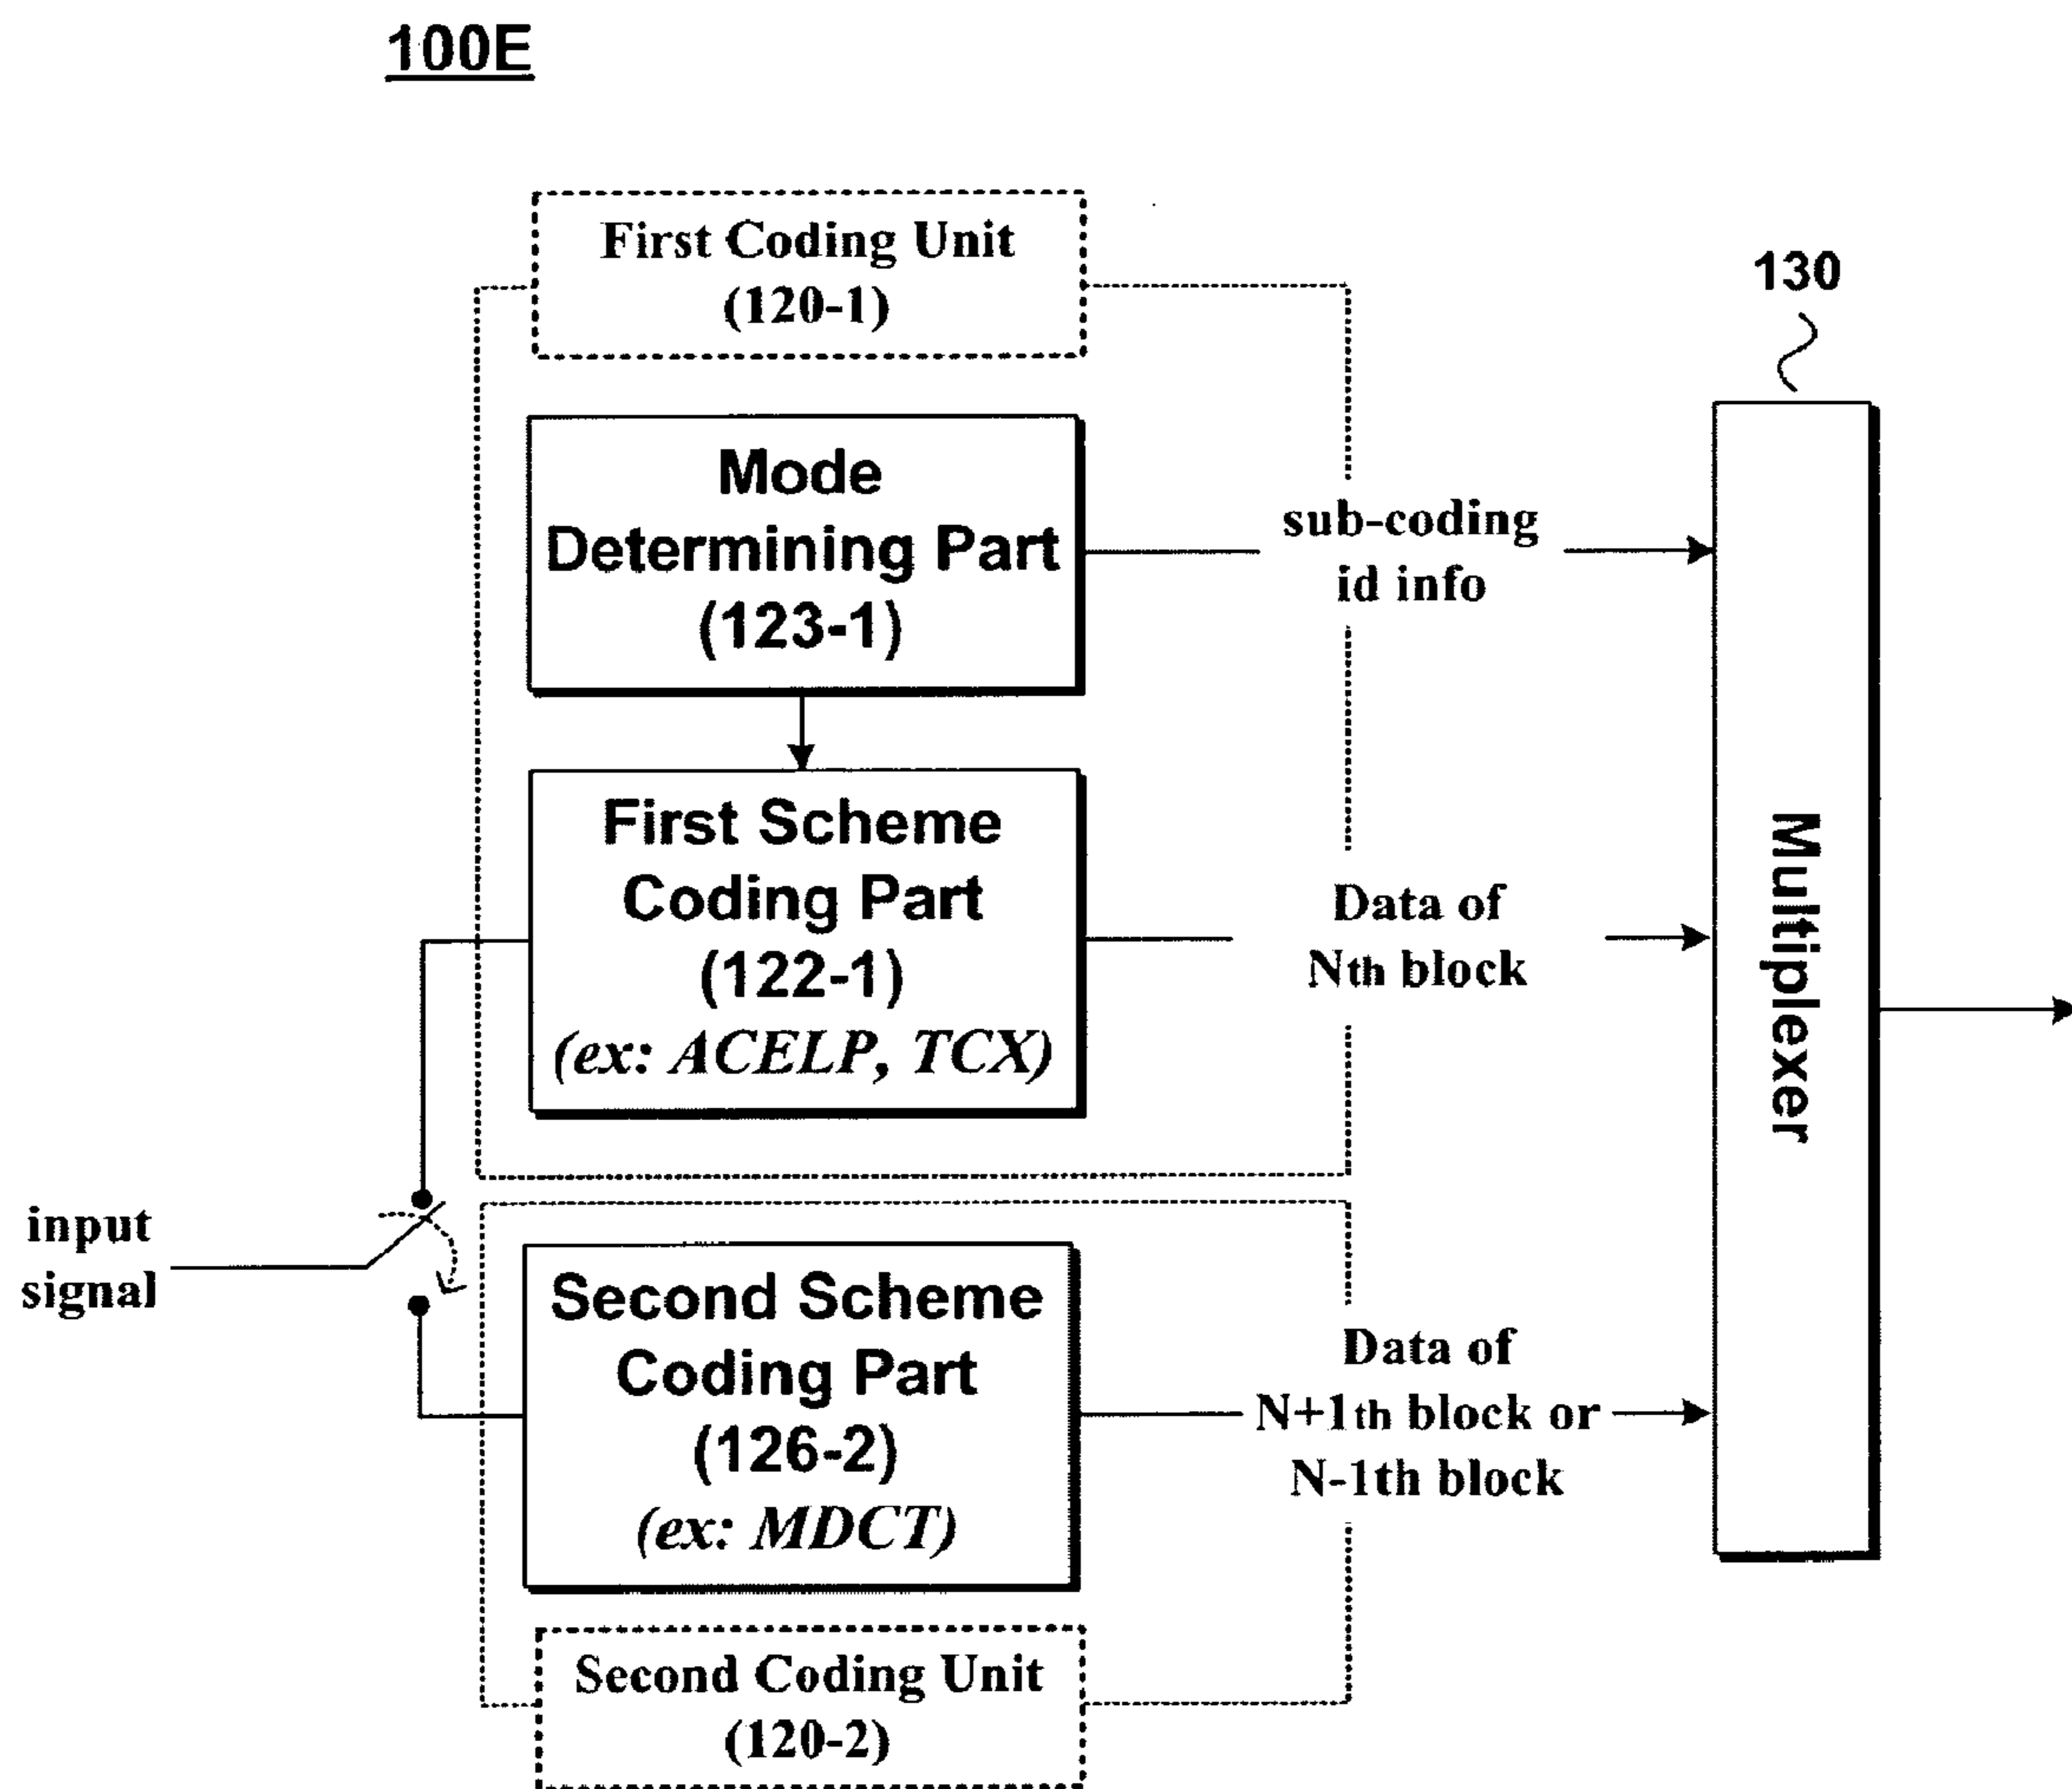 100E
First Coding Unit
(120-1)
130
Mode
Determining Part
(123-1)
sub-coding
id info
First Scheme
Coding Part
(122-1)
(ex: ACELP, TCX)
Data of
Nth block
Multiplexer
input
signal
Second Scheme
Coding Part
(126-2)
(ex: MDCT)
Data of
N+1th block or
N-1th block
Second Coding Unit
(120-2)